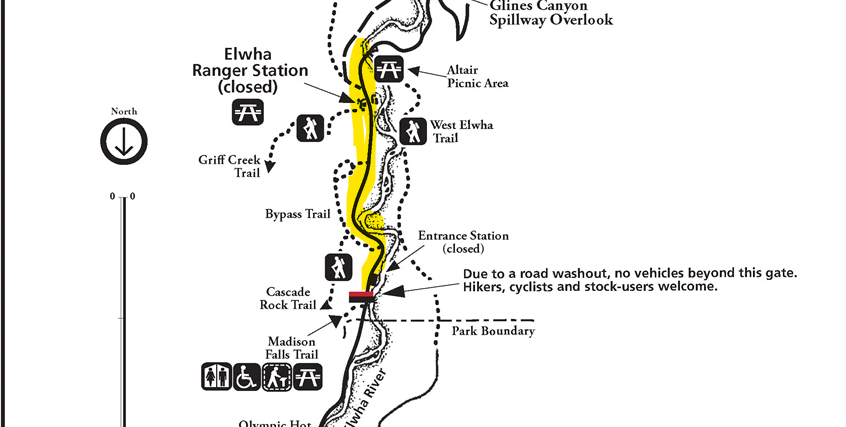 Glines Canyon
Spillway Overlook
Elwha
Ranger Station
(closed)
Altair
Picnic Area
North
West Elwha
Trail
Griff Creek
Trail
0 0
Bypass Trail
Entrance Station
(closed)
Due to a road washout, no vehicles beyond this gate.
Hikers, cyclists and stock-users welcome.
Cascade
Rock Trail
Park Boundary
Madison
Falls Trail
Elwha River
Olympic Hot